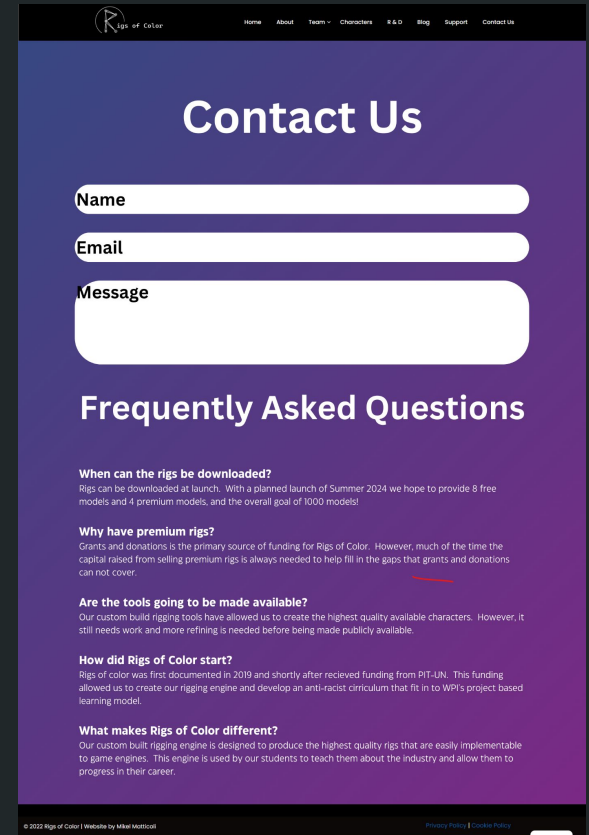 Rigs of Color
Home About Team Characters R & D Blog Support Contact Us
Contact Us
Name
Email
Message
Frequently Asked Questions
When can the rigs be downloaded?
Rigs can be downloaded at launch. With a planned launch of Summer 2024 we hope to provide 8 free
models and 4 premium models, and the overall goal of 1000 models!
Why have premium rigs?
Grants and donations is the primary source of funding for Rigs of Color. However, much of the time the
capital raised from selling premium rigs is always needed to help fill in the gaps that grants and donations
can not cover.
Are the tools going to be made available?
Our custom build rigging tools have allowed us to create the highest quality available characters. However, it
still needs work and more refining is needed before being made publicly available.
How did Rigs of Color start?
Rigs of color was first documented in 2019 and shortly after recieved funding from PIT-UN. This funding
allowed us to create our rigging engine and develop an anti-racist cirriculum that fit in to WPI's project based
learning model.
What makes Rigs of Color different?
Our custom built rigging engine is designed to produce the highest quality rigs that are easily implementable
to game engines. This engine is used by our students to teach them about the industry and allow them to
progress in their career.
© 2022 Rigs of Color | Website by Mikel Matticoli
Privacy Policy | Cookie Policy